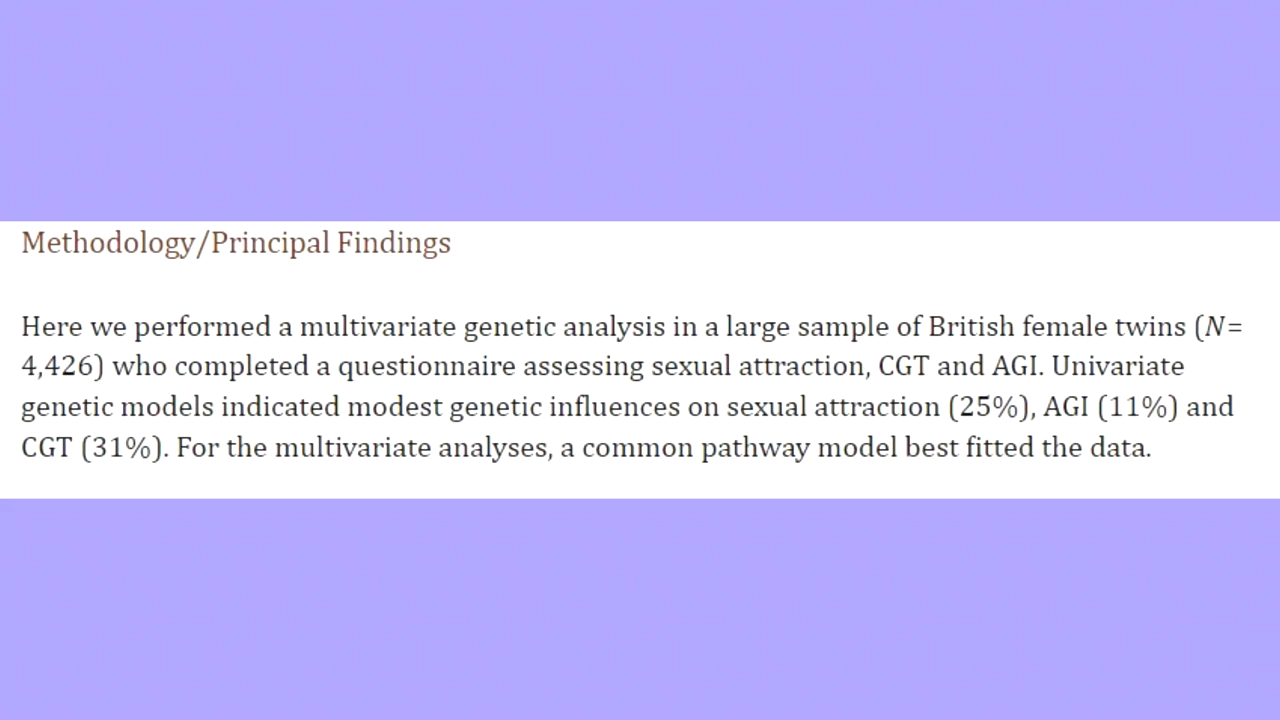 Methodology/Principal Findings
Here we performed a multivariate genetic analysis in a large sample of British female twins (N=
4,426) who completed a questionnaire assessing sexual attraction, CGT and AGI. Univariate
genetic models indicated modest genetic influences on sexual attraction (25%), AGI (11%) and
CGT (31%). For the multivariate analyses, a common pathway model best fitted the data.